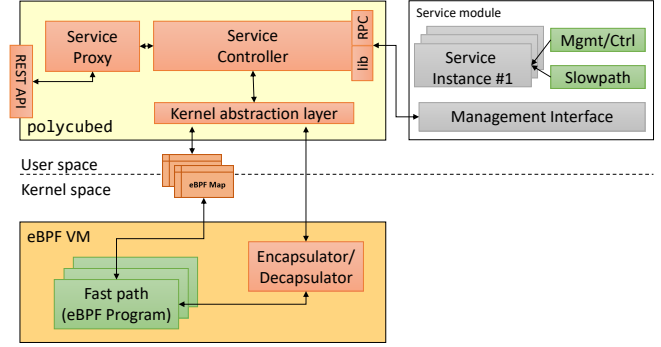 Service module
Service
Proxy
Service
Controller
RPC
lib
REST API
Service
Instance #1
Mgmt/Ctrl
Slowpath
Kernel abstraction layer
Management Interface
polycubed
User space
Kernel space
eBPF Map
eBPF VM
Encapsulator/
Decapsulator
Fast path
(eBPF Program)